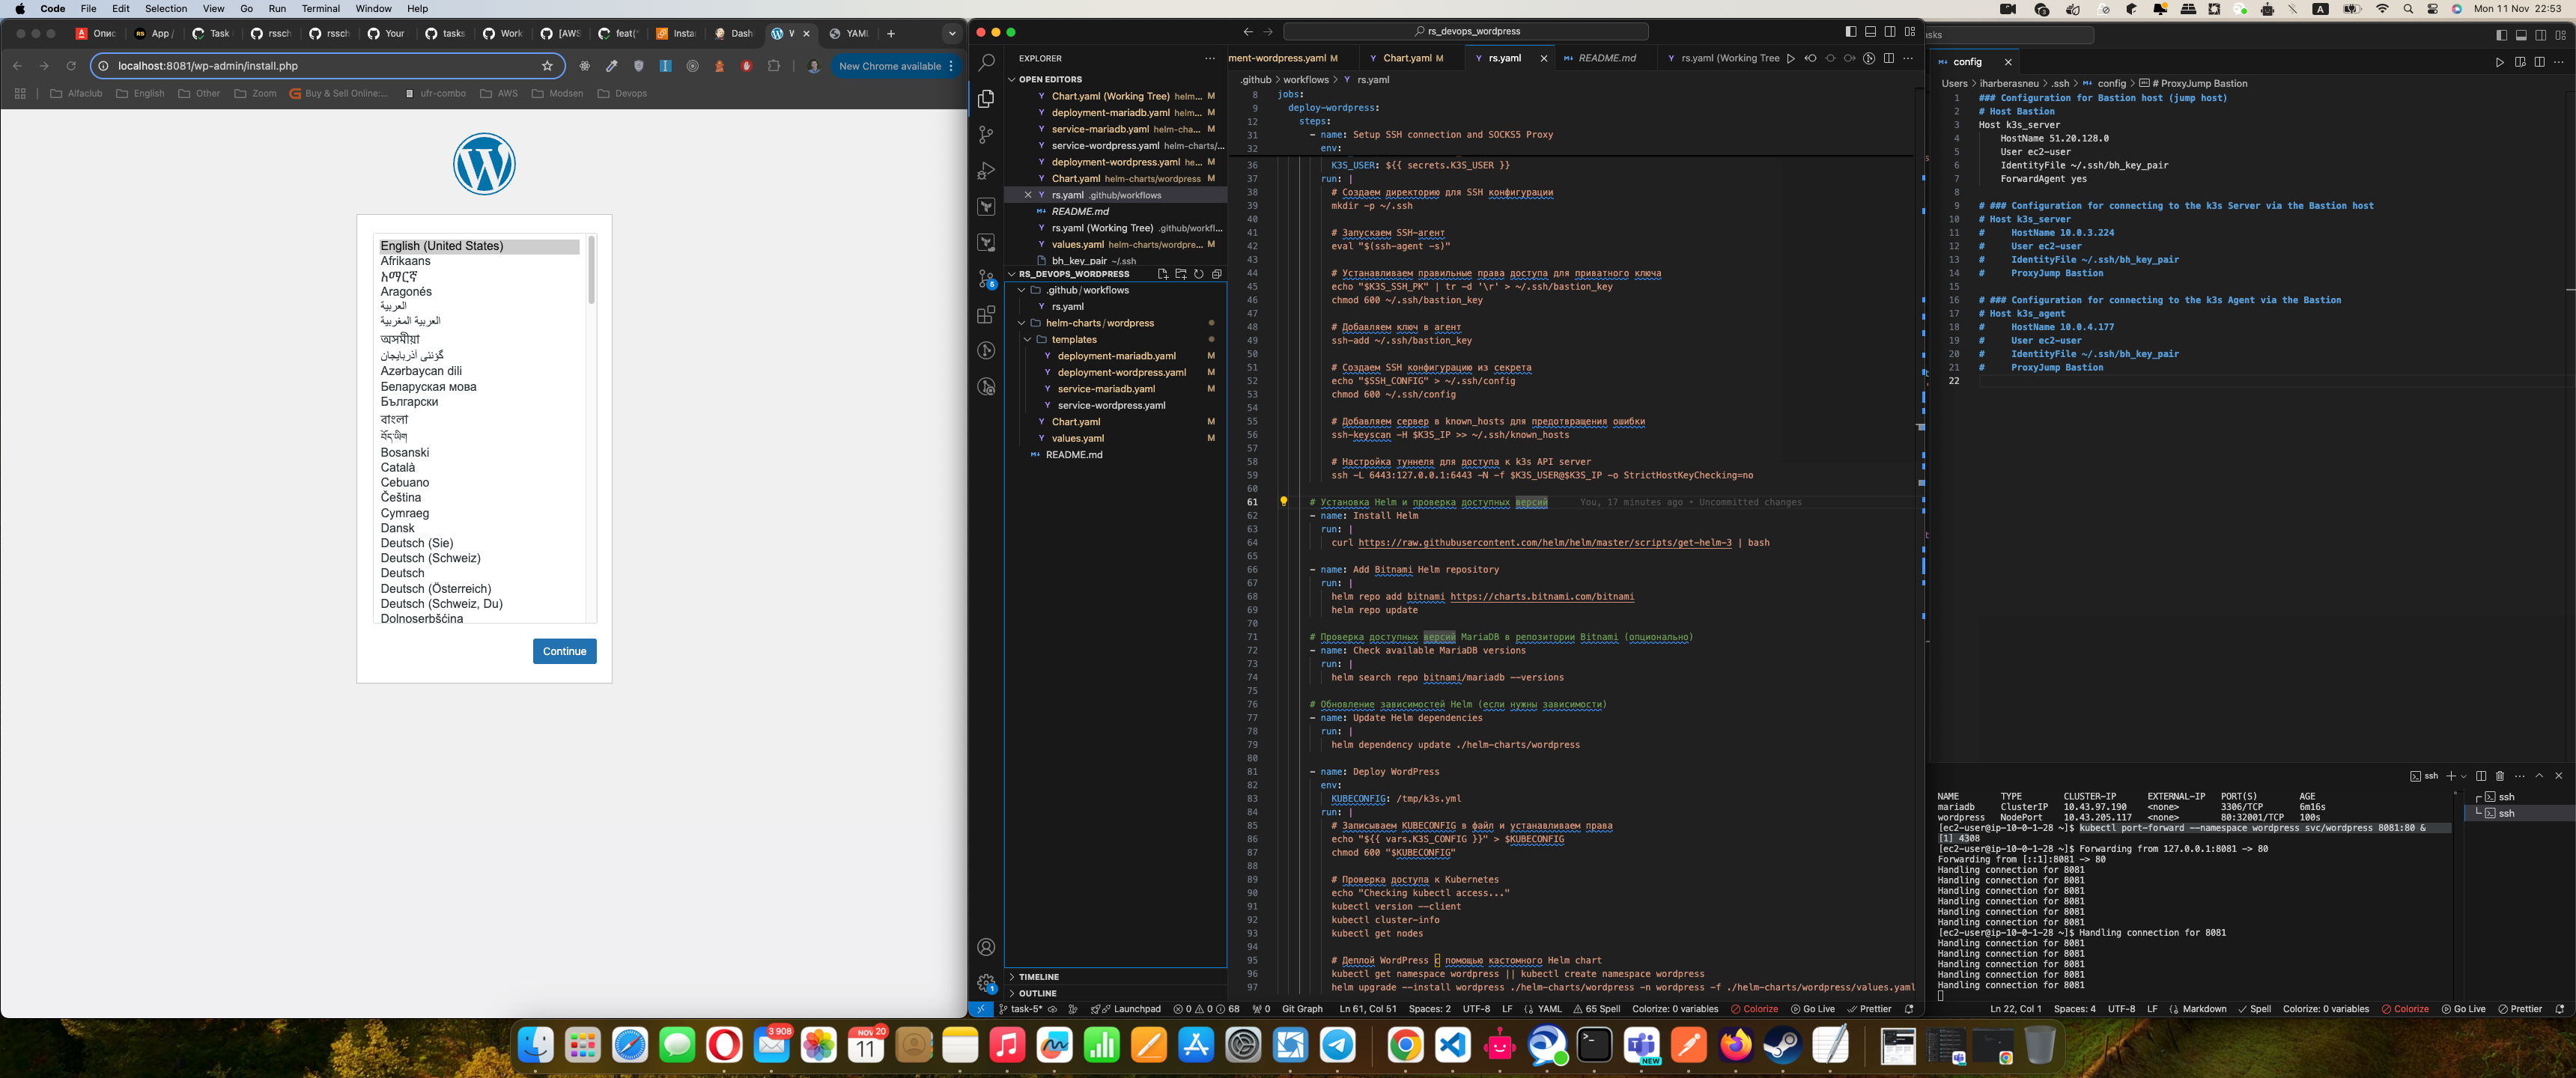 Code File Edit Selection View Go Run Terminal Window Help
Mon 11 Nov 22:53
Опис
App /
Task
rssch
rssch
Your
tasks
Work
[AWS
feat(*
Instal
Dash
W
YAML
localhost:8081/wp-admin/install.php
New Chrome available
Alfaclub
English
Other
Zoom
Buy & Sell Online:...
ufr-combo
AWS
Modsen
Devops
English (United States)
Afrikaans
አማርኛ
Aragonés
العربية
العربية المغربية
অসমীয়া
گؤنئی آذربایجان
Azərbaycan dili
Беларуская мова
Български
বাংলা
བོད་ཡིག
Bosanski
Català
Cebuano
Čeština
Cymraeg
Dansk
Deutsch (Sie)
Deutsch (Schweiz)
Deutsch
Deutsch (Österreich)
Deutsch (Schweiz, Du)
Dolnoserbšćina
Continue
rs_devops_wordpress
EXPLORER
OPEN EDITORS
Chart.yaml (Working Tree) helm... M
deployment-mariadb.yaml helm... M
service-mariadb.yaml helm-cha... M
service-wordpress.yaml helm-charts/...
deployment-wordpress.yaml he... M
Chart.yaml helm-charts/wordpress M
rs.yaml .github/workflows
README.md
rs.yaml (Working Tree) .github/workfl...
values.yaml helm-charts/wordpre... M
bh_key_pair ~/.ssh
RS_DEVOPS_WORDPRESS
.github/workflows
rs.yaml
helm-charts/wordpress
templates
deployment-mariadb.yaml M
deployment-wordpress.yaml M
service-mariadb.yaml M
service-wordpress.yaml
Chart.yaml M
values.yaml M
README.md
TIMELINE
OUTLINE
ment-wordpress.yaml M
Chart.yaml M
rs.yaml
README.md
rs.yaml (Working Tree
.github > workflows > rs.yaml
8 jobs:
9 deploy-wordpress:
12 steps:
31 - name: Setup SSH connection and SOCKS5 Proxy
32 env:
36 K3S_USER: ${{ secrets.K3S_USER }}
37 run: |
38 # Создаем директорию для SSH конфигурации
39 mkdir -p ~/.ssh
40
41 # Запускаем SSH-агент
42 eval "$(ssh-agent -s)"
43
44 # Устанавливаем правильные права доступа для приватного ключа
45 echo "$K3S_SSH_PK" | tr -d '\r' > ~/.ssh/bastion_key
46 chmod 600 ~/.ssh/bastion_key
47
48 # Добавляем ключ в агент
49 ssh-add ~/.ssh/bastion_key
50
51 # Создаем SSH конфигурацию из секрета
52 echo "$SSH_CONFIG" > ~/.ssh/config
53 chmod 600 ~/.ssh/config
54
55 # Добавляем сервер в known_hosts для предотвращения ошибки
56 ssh-keyscan -H $K3S_IP >> ~/.ssh/known_hosts
57
58 # Настройка туннеля для доступа к k3s API server
59 ssh -L 6443:127.0.0.1:6443 -N -f $K3S_USER@$K3S_IP -o StrictHostKeyChecking=no
60
61 # Установка Helm и проверка доступных версий You, 17 minutes ago • Uncommitted changes
62 - name: Install Helm
63 run: |
64 curl https://raw.githubusercontent.com/helm/helm/master/scripts/get-helm-3 | bash
65
66 - name: Add Bitnami Helm repository
67 run: |
68 helm repo add bitnami https://charts.bitnami.com/bitnami
69 helm repo update
70
71 # Проверка доступных версий MariaDB в репозитории Bitnami (опционально)
72 - name: Check available MariaDB versions
73 run: |
74 helm search repo bitnami/mariadb --versions
75
76 # Обновление зависимостей Helm (если нужны зависимости)
77 - name: Update Helm dependencies
78 run: |
79 helm dependency update ./helm-charts/wordpress
80
81 - name: Deploy WordPress
82 env:
83 KUBECONFIG: /tmp/k3s.yml
84 run: |
85 # Записываем KUBECONFIG в файл и устанавливаем права
86 echo "${{ vars.K3S_CONFIG }}" > $KUBECONFIG
87 chmod 600 "$KUBECONFIG"
88
89 # Проверка доступа к Kubernetes
90 echo "Checking kubectl access..."
91 kubectl version --client
92 kubectl cluster-info
93 kubectl get nodes
94
95 # Деплой WordPress с помощью кастомного Helm chart
96 kubectl get namespace wordpress || kubectl create namespace wordpress
97 helm upgrade --install wordpress ./helm-charts/wordpress -n wordpress -f ./helm-charts/wordpress/values.yaml
task-5* Launchpad 0 0 68 0 Git Graph Ln 61, Col 51 Spaces: 2 UTF-8 LF YAML 65 Spell Colorize: 0 variables Colorize Go Live Prettier
asks
config
Users > iharberasneu > .ssh > config > # ProxyJump Bastion
1 ### Configuration for Bastion host (jump host)
2 # Host Bastion
3 Host k3s_server
4 HostName 51.20.128.0
5 User ec2-user
6 IdentityFile ~/.ssh/bh_key_pair
7 ForwardAgent yes
8
9 # ### Configuration for connecting to the k3s Server via the Bastion host
10 # Host k3s_server
11 # HostName 10.0.3.224
12 # User ec2-user
13 # IdentityFile ~/.ssh/bh_key_pair
14 # ProxyJump Bastion
15
16 # ### Configuration for connecting to the k3s Agent via the Bastion
17 # Host k3s_agent
18 # HostName 10.0.4.177
19 # User ec2-user
20 # IdentityFile ~/.ssh/bh_key_pair
21 # ProxyJump Bastion
22
ssh
ssh
ssh
NAME TYPE CLUSTER-IP EXTERNAL-IP PORT(S) AGE
mariadb ClusterIP 10.43.97.190 <none> 3306/TCP 6m16s
wordpress NodePort 10.43.205.117 <none> 80:32001/TCP 100s
[ec2-user@ip-10-0-1-28 ~]$ kubectl port-forward --namespace wordpress svc/wordpress 8081:80 &
[1] 4308
[ec2-user@ip-10-0-1-28 ~]$ Forwarding from 127.0.0.1:8081 -> 80
Forwarding from [::1]:8081 -> 80
Handling connection for 8081
Handling connection for 8081
Handling connection for 8081
Handling connection for 8081
Handling connection for 8081
Handling connection for 8081
[ec2-user@ip-10-0-1-28 ~]$ Handling connection for 8081
Handling connection for 8081
Handling connection for 8081
Handling connection for 8081
Handling connection for 8081
Handling connection for 8081
Ln 22, Col 1 Spaces: 4 UTF-8 LF Markdown Spell Colorize: 0 variables Colorize Go Live Prettier
3 908
NOV 20
11
NEW